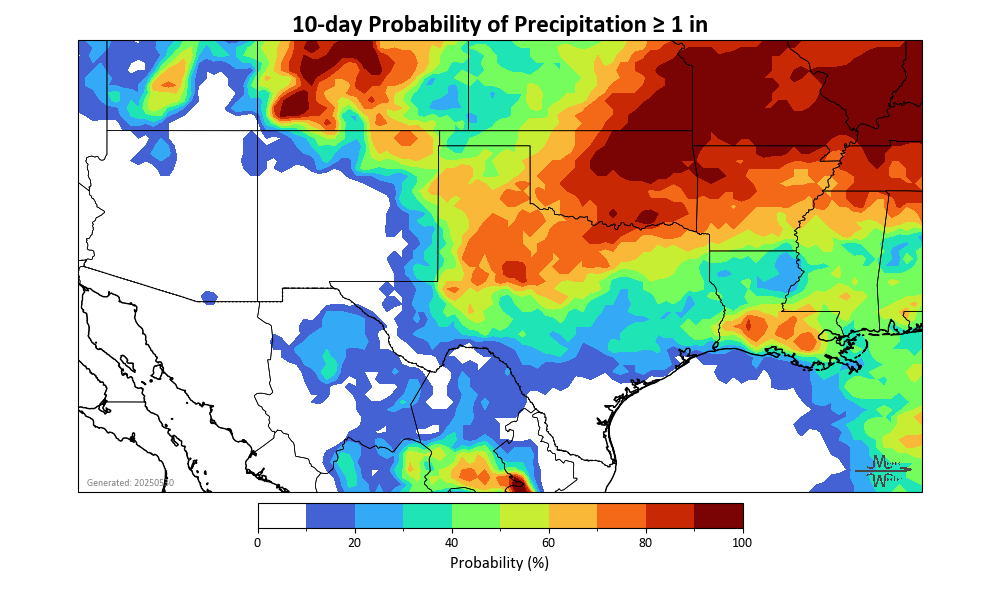 10-day Probability of Precipitation ≥ 1 in
Generated: 20250530
0 20 40 60 80 100
Probability (%)